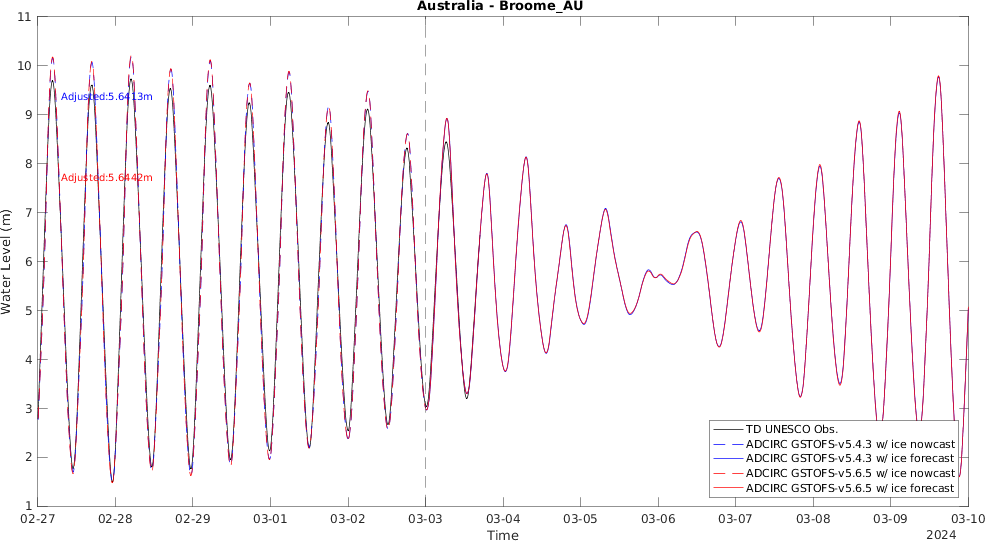 Australia - Broome_AU
11
10
9
8
7
6
5
4
3
2
1
Water Level (m)
Adjusted:5.6413m
Adjusted:5.6442m
TD UNESCO Obs.
ADCIRC GSTOFS-v5.4.3 w/ ice nowcast
ADCIRC GSTOFS-v5.4.3 w/ ice forecast
ADCIRC GSTOFS-v5.6.5 w/ ice nowcast
ADCIRC GSTOFS-v5.6.5 w/ ice forecast
02-27 02-28 02-29 03-01 03-02 03-03 03-04 03-05 03-06 03-07 03-08 03-09 03-10
Time
2024